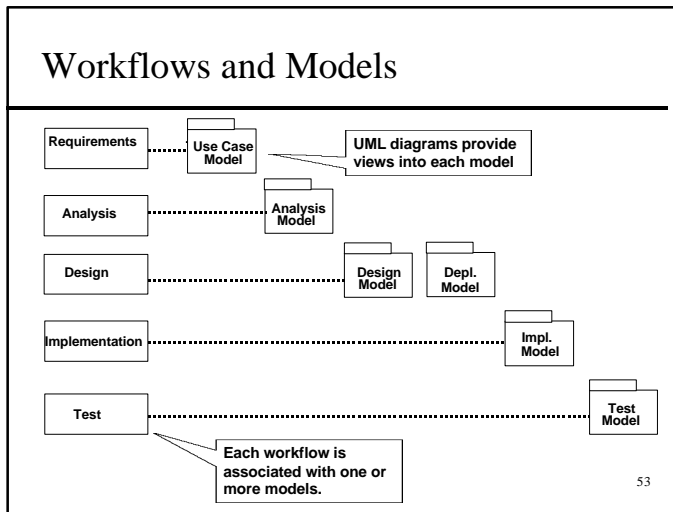 Workflows and Models
Requirements
Use Case
Model
UML diagrams provide
views into each model
Analysis
Analysis
Model
Design
Design
Model
Depl.
Model
Implementation
Impl.
Model
Test
Test
Model
Each workflow is
associated with one or
more models.
53